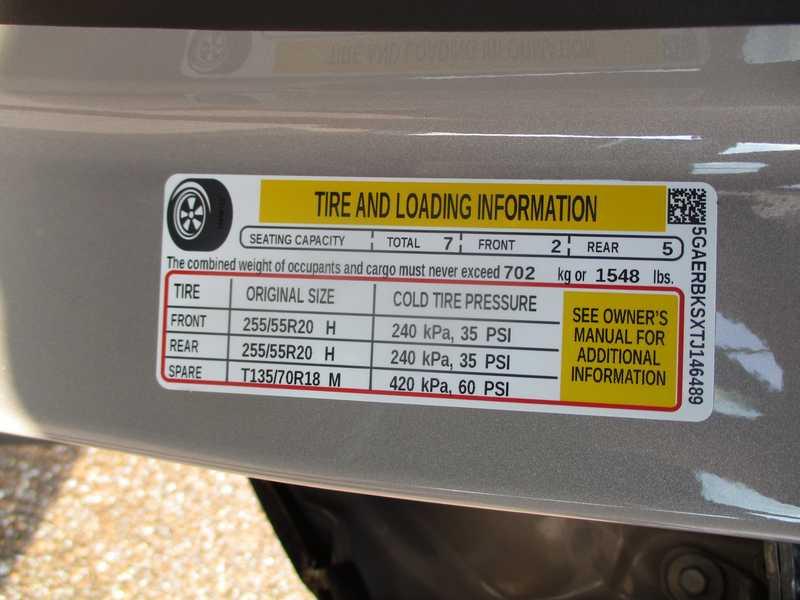 TIRE AND LOADING INFORMATION
SEATING CAPACITY TOTAL 7 FRONT 2 REAR 5
The combined weight of occupants and cargo must never exceed 702 kg or 1548 lbs.
TIRE ORIGINAL SIZE COLD TIRE PRESSURE
FRONT 255/55R20 H 240 kPa, 35 PSI
REAR 255/55R20 H 240 kPa, 35 PSI
SPARE T135/70R18 M 420 kPa, 60 PSI
SEE OWNER'S
MANUAL FOR
ADDITIONAL
INFORMATION
5GAERBKSXTJ146489